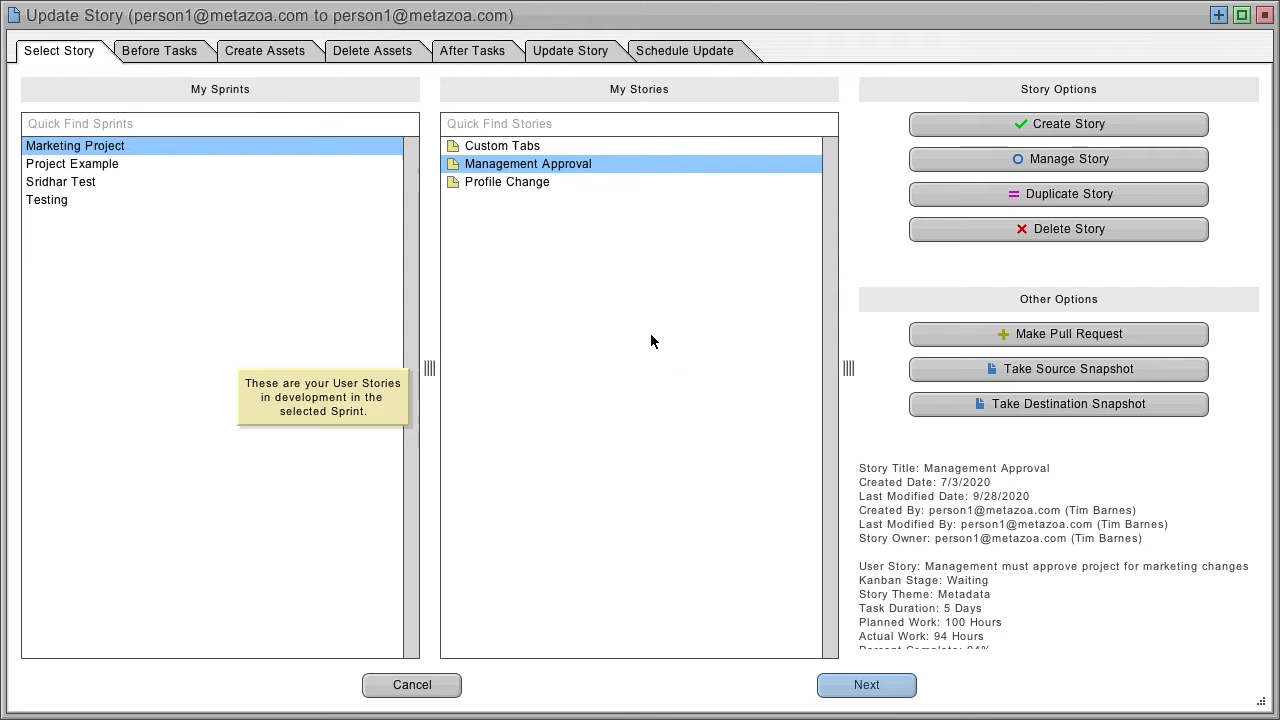 Update Story (person1@metazoa.com to person1@metazoa.com)
Select Story
Before Tasks
Create Assets
Delete Assets
After Tasks
Update Story
Schedule Update
My Sprints
Quick Find Sprints
Marketing Project
Project Example
Sridhar Test
Testing
These are your User Stories
in development in the
selected Sprint.
My Stories
Quick Find Stories
Custom Tabs
Management Approval
Profile Change
Story Options
Create Story
Manage Story
Duplicate Story
Delete Story
Other Options
Make Pull Request
Take Source Snapshot
Take Destination Snapshot
Story Title: Management Approval
Created Date: 7/3/2020
Last Modified Date: 9/28/2020
Created By: person1@metazoa.com (Tim Barnes)
Last Modified By: person1@metazoa.com (Tim Barnes)
Story Owner: person1@metazoa.com (Tim Barnes)
User Story: Management must approve project for marketing changes
Kanban Stage: Waiting
Story Theme: Metadata
Task Duration: 5 Days
Planned Work: 100 Hours
Actual Work: 94 Hours
Percent Complete: 94%
Cancel
Next